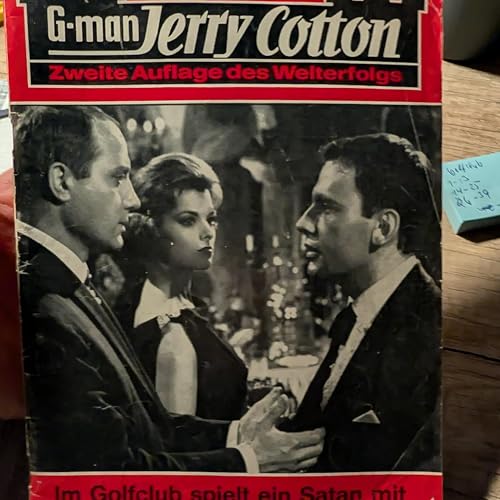 G-man Jerry Cotton
Zweite Auflage des Welterfolgs
Im Golfclub spielt ein Satan mit